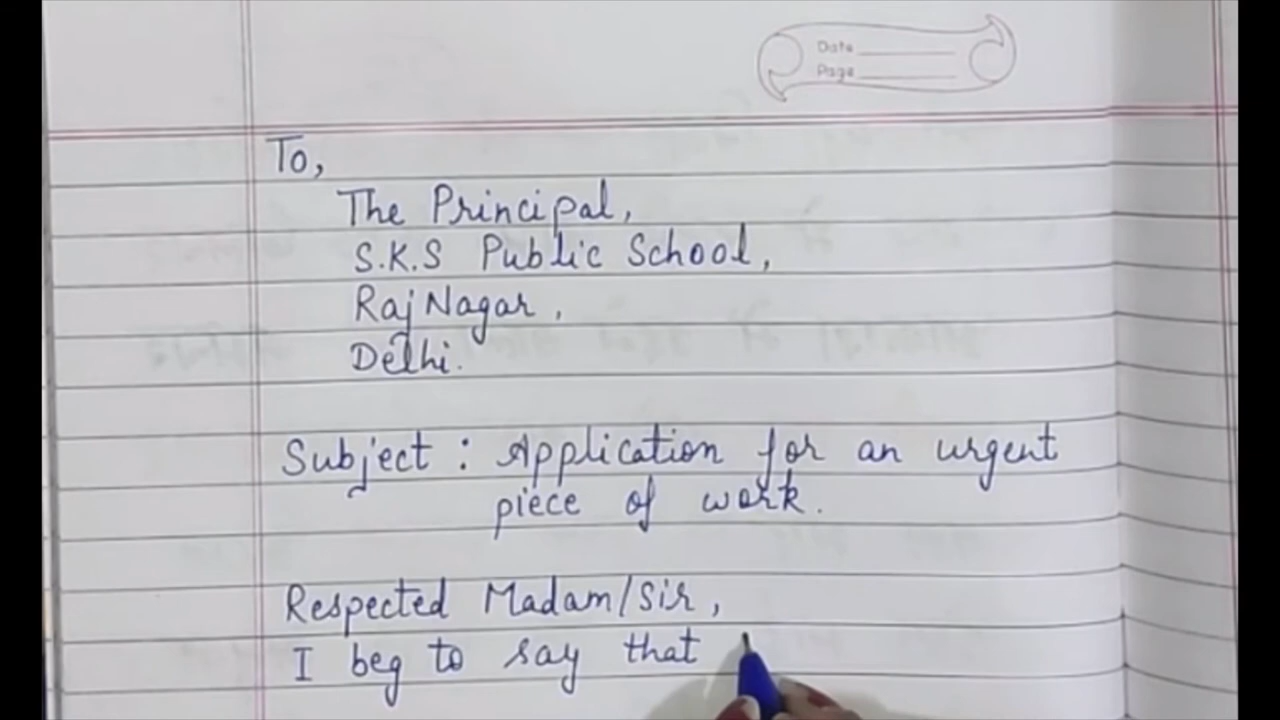 Date
Page
To,
The Principal,
S.K.S Public School,
Raj Nagar,
Delhi.
Subject : Application for an urgent
piece of work.
Respected Madam/Sir,
I beg to say that